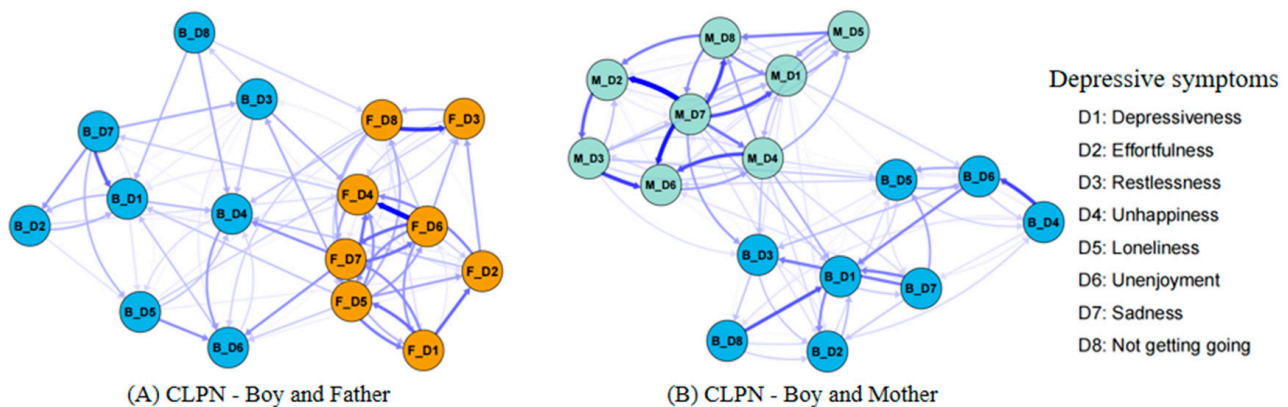 B_D8
B_D3
B_D7
B_D1
B_D2
B_D4
B_D5
B_D6
F_D8
F_D3
F_D4
F_D6
F_D7
F_D2
F_D5
F_D1
(A) CLPN - Boy and Father
M_D5
M_D8
M_D2
M_D1
M_D7
M_D3
M_D4
M_D6
B_D5
B_D6
B_D4
B_D3
B_D1
B_D7
B_D8
B_D2
(B) CLPN - Boy and Mother
Depressive symptoms
D1: Depressiveness
D2: Effortfulness
D3: Restlessness
D4: Unhappiness
D5: Loneliness
D6: Unenjoyment
D7: Sadness
D8: Not getting going